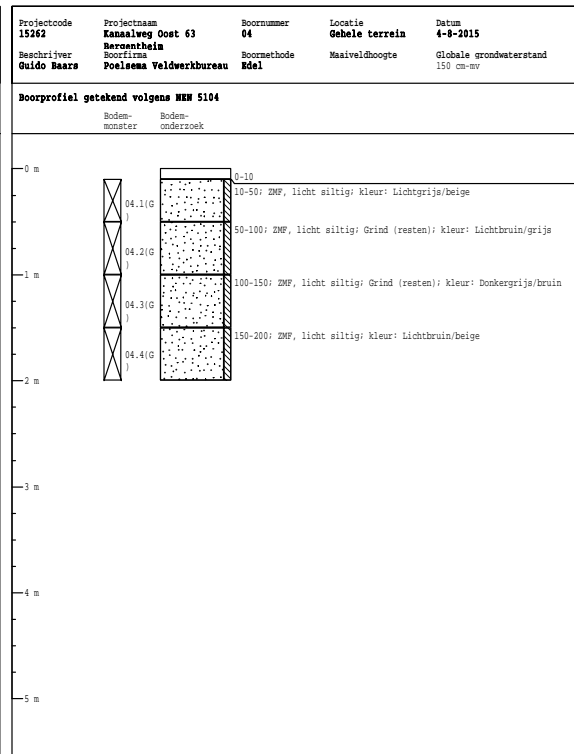 Projectcode Projectnaam Boornummer Locatie Datum
15262 Kanaalweg Oost 63 04 Gehele terrein 4-8-2015
Bergentheim
Beschrijver Boorfirma Boormethode Maaiveldhoogte Globale grondwaterstand
Guido Baars Poelsema Veldwerkbureau Edel 150 cm-mv
Boorprofiel getekend volgens NEN 5104
Bodem- Bodem-
monster onderzoek
0 m
0-10
10-50; ZMF, licht siltig; kleur: Lichtgrijs/beige
04.1(G
)
50-100; ZMF, licht siltig; Grind (resten); kleur: Lichtbruin/grijs
04.2(G
)
1 m
100-150; ZMF, licht siltig; Grind (resten); kleur: Donkergrijs/bruin
04.3(G
)
150-200; ZMF, licht siltig; kleur: Lichtbruin/beige
04.4(G
)
2 m
3 m
4 m
5 m